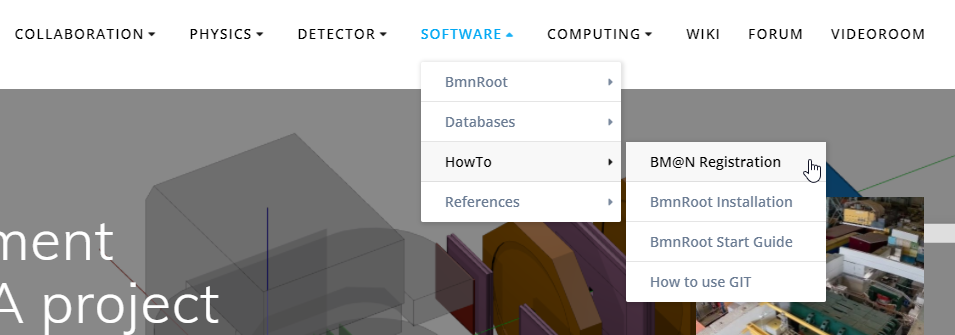 COLLABORATION PHYSICS DETECTOR SOFTWARE COMPUTING WIKI FORUM VIDEOROOM
BmnRoot
Databases
HowTo
References
BM@N Registration
BmnRoot Installation
BmnRoot Start Guide
How to use GIT
ment
A project